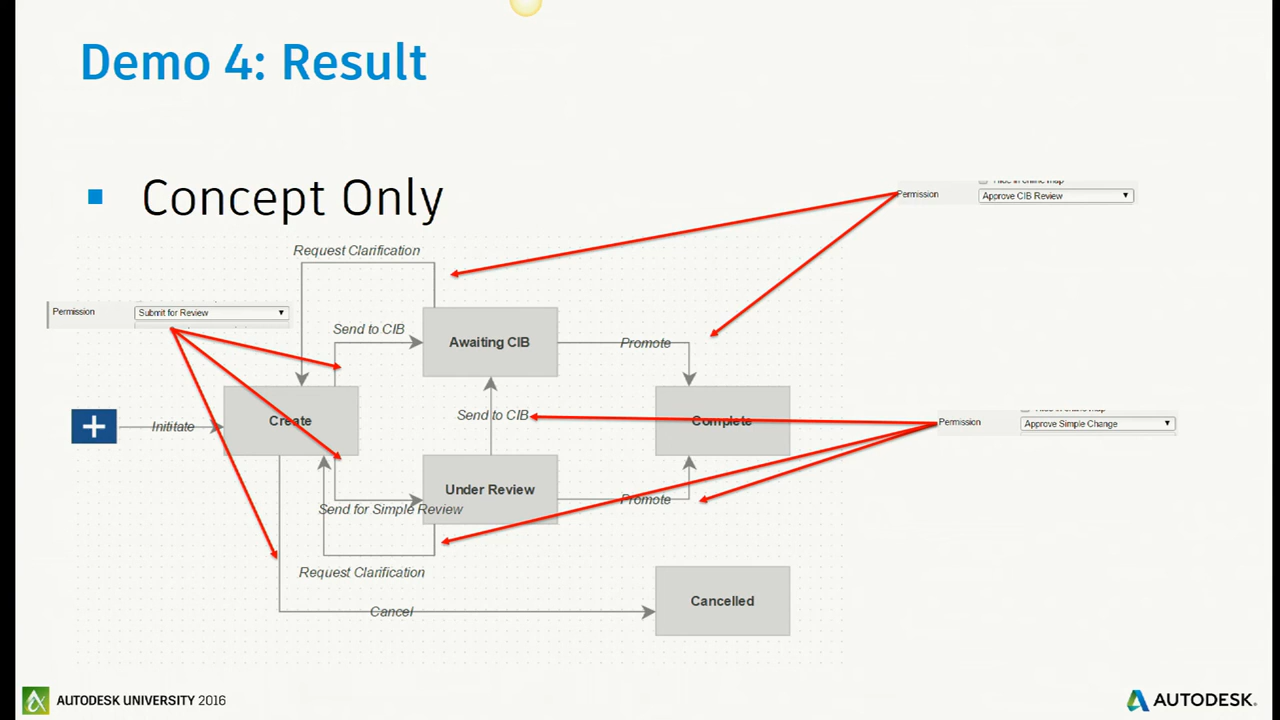 Demo 4: Result
Concept Only
Permission
Approve CIB Review
Request Clarification
Permission
Submit for Review
Send to CIB
Awaiting CIB
Promote
Inititate
Create
Send to CIB
Complete
Permission
Approve Simple Change
Under Review
Promote
Send for Simple Review
Request Clarification
Cancel
Cancelled
AUTODESK UNIVERSITY 2016
AUTODESK.